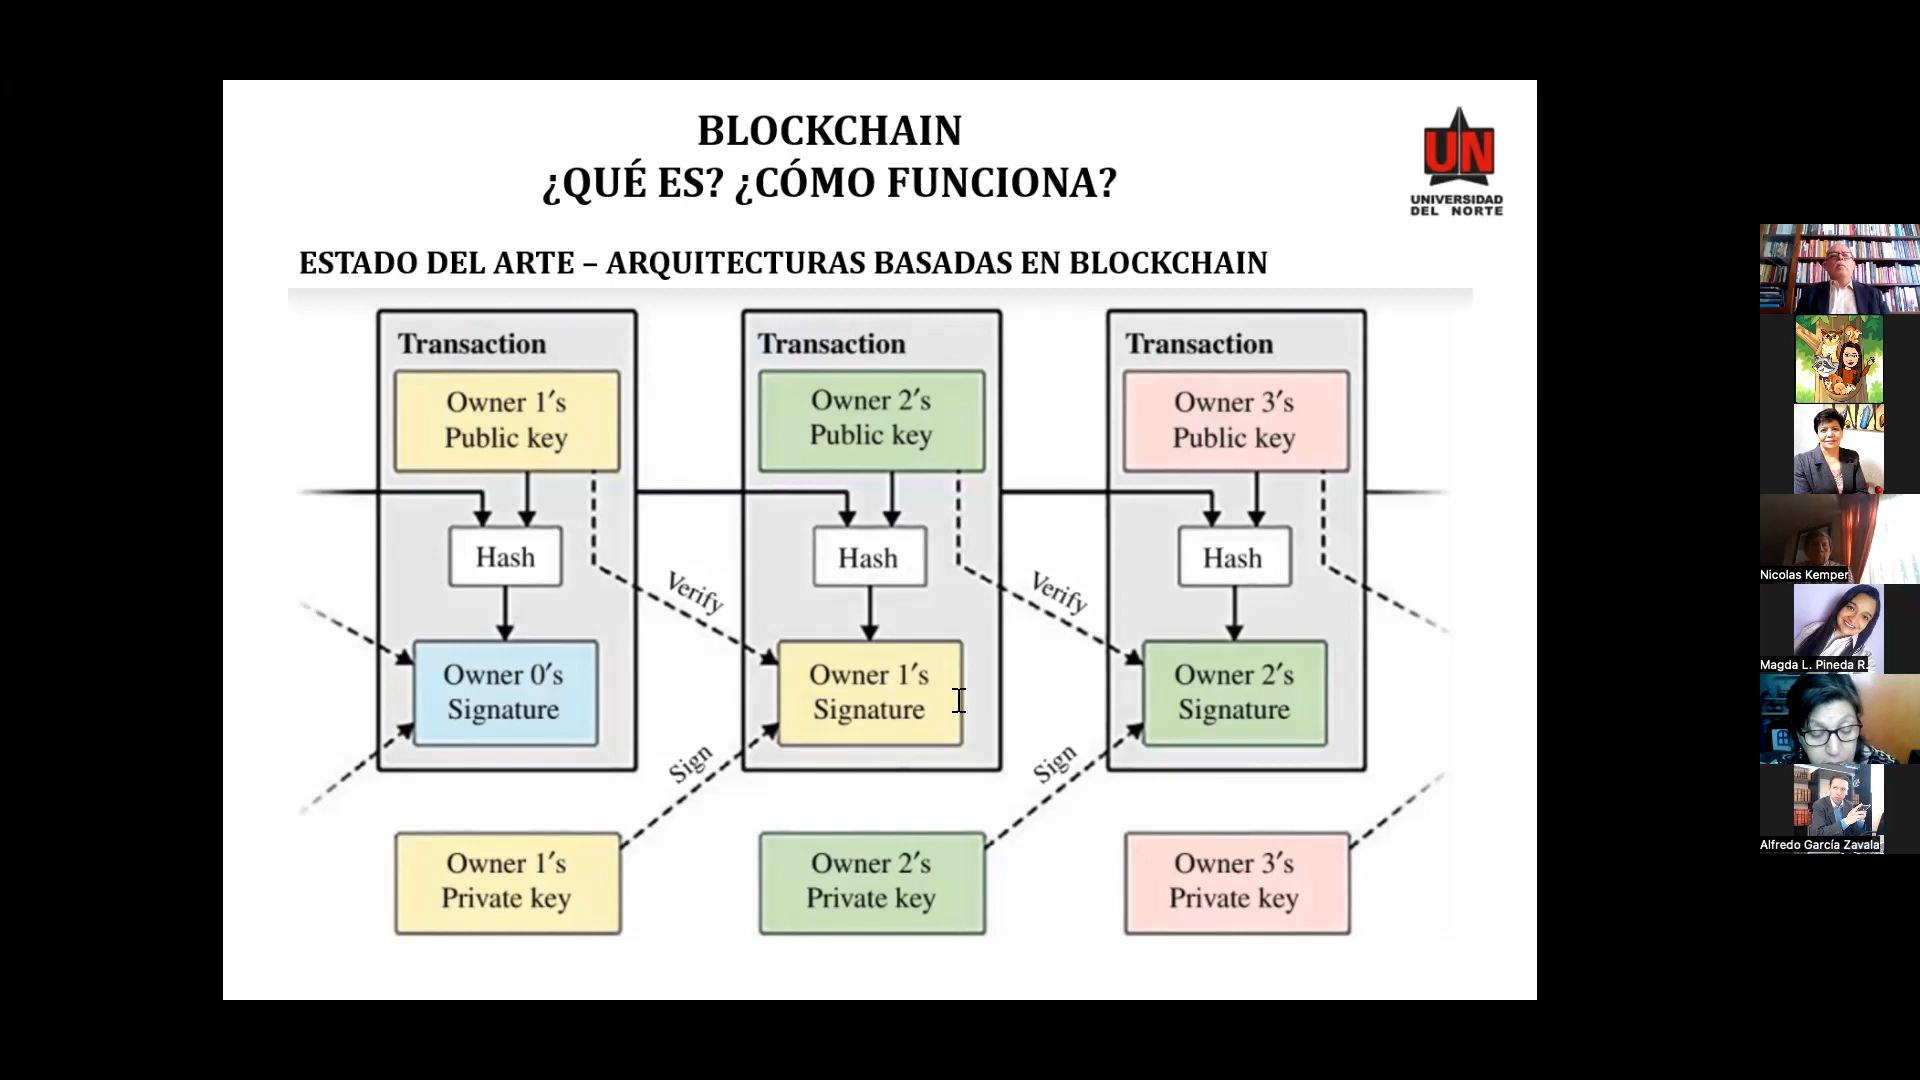 BLOCKCHAIN
¿QUÉ ES? ¿CÓMO FUNCIONA?
UN
UNIVERSIDAD
DEL NORTE
ESTADO DEL ARTE – ARQUITECTURAS BASADAS EN BLOCKCHAIN
Transaction
Owner 1's
Public key
Hash
Owner 0's
Signature
Owner 1's
Private key
Verify
Sign
Transaction
Owner 2's
Public key
Hash
Owner 1's
Signature
Owner 2's
Private key
Verify
Sign
Transaction
Owner 3's
Public key
Hash
Owner 2's
Signature
Owner 3's
Private key
Nicolas Kemper
Magda L. Pineda R.
Alfredo García Zavala